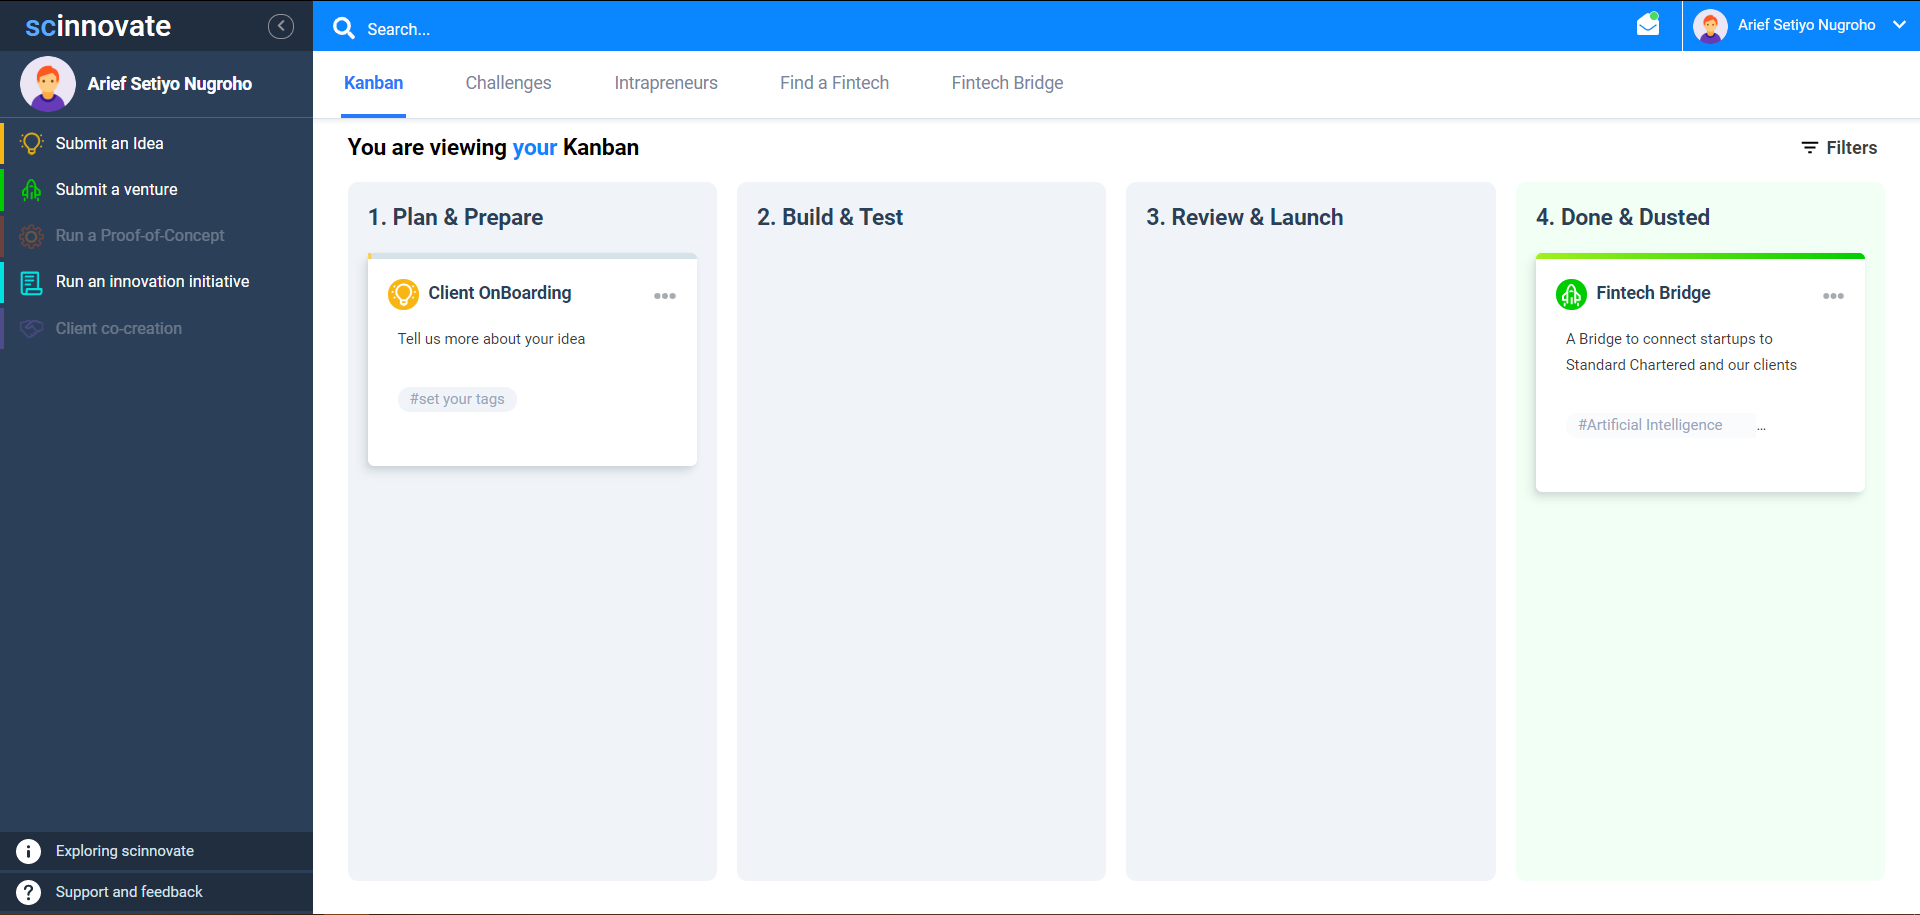 scinnovate
Search...
Arief Setiyo Nugroho
Arief Setiyo Nugroho
Submit an Idea
Submit a venture
Run a Proof-of-Concept
Run an innovation initiative
Client co-creation
Exploring scinnovate
Support and feedback
Kanban
Challenges
Intrapreneurs
Find a Fintech
Fintech Bridge
You are viewing your Kanban
Filters
1. Plan & Prepare
Client OnBoarding
Tell us more about your idea
#set your tags
2. Build & Test
3. Review & Launch
4. Done & Dusted
Fintech Bridge
A Bridge to connect startups to
Standard Chartered and our clients
#Artificial Intelligence ...